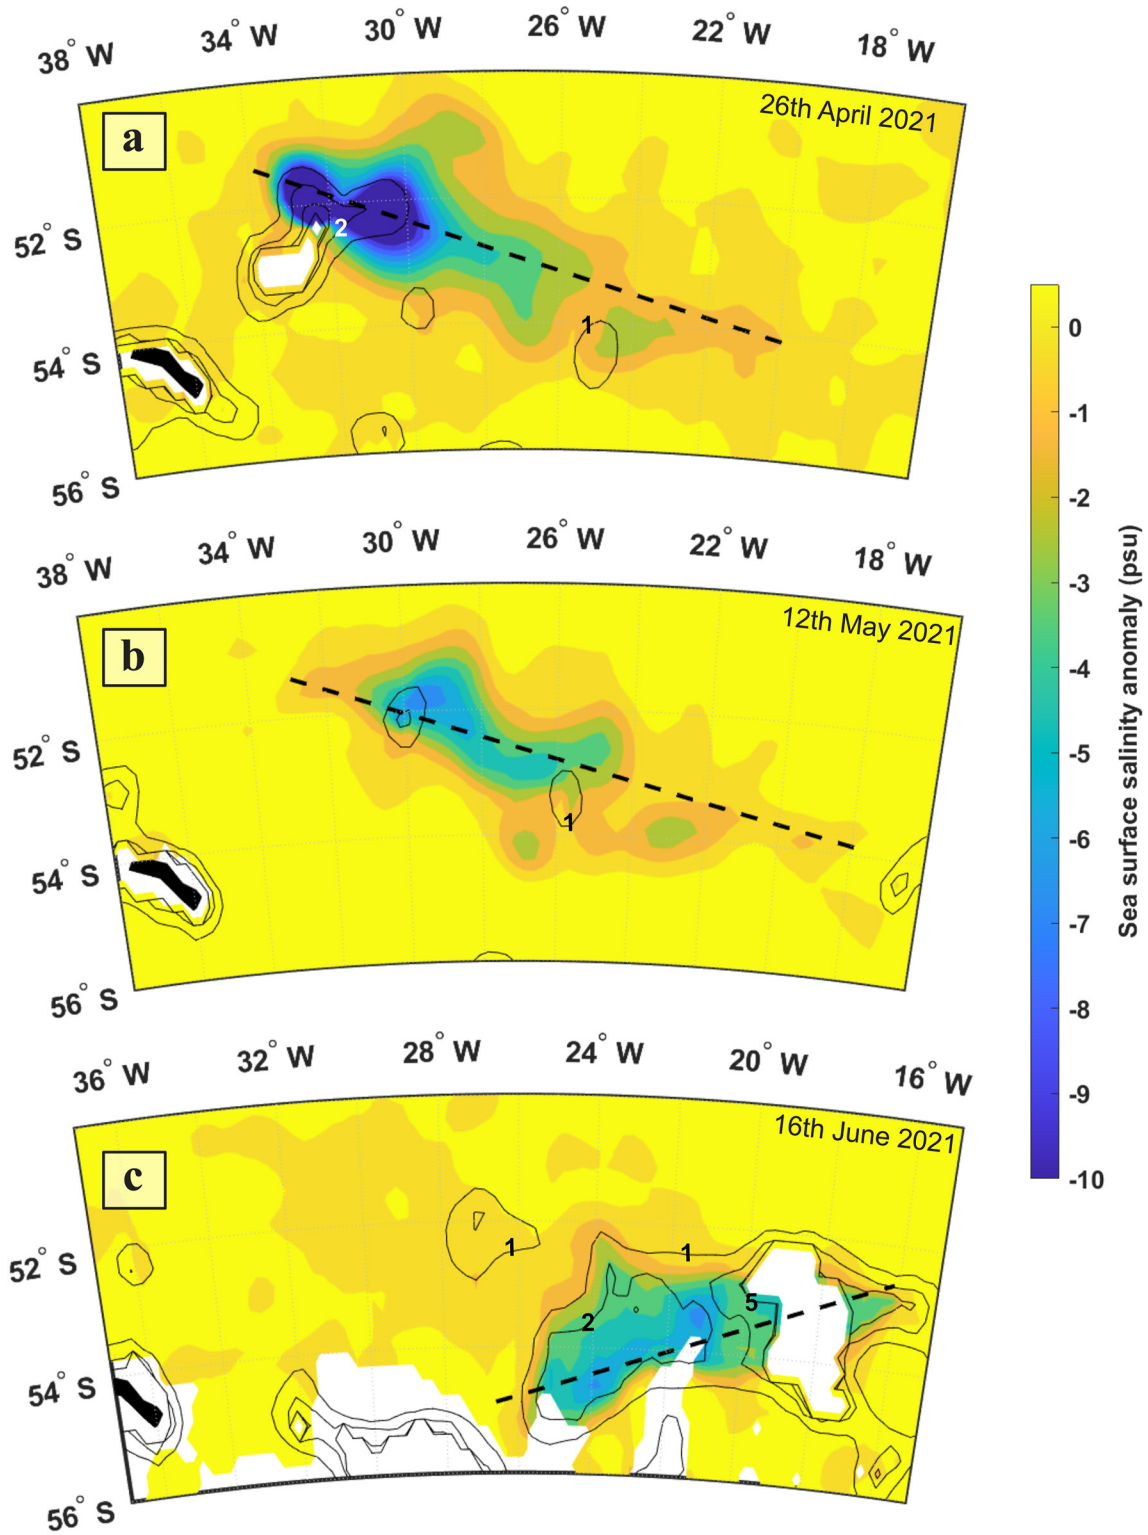 38° W 34° W 30° W 26° W 22° W 18° W
a
26th April 2021
52° S
2
1
54° S
56° S
38° W 34° W 30° W 26° W 22° W 18° W
b
12th May 2021
52° S
1
54° S
56° S
36° W 32° W 28° W 24° W 20° W 16° W
c
16th June 2021
52° S
1
1
5
2
54° S
56° S
0
-1
-2
-3
-4
-5
-6
-7
-8
-9
-10
Sea surface salinity anomaly (psu)